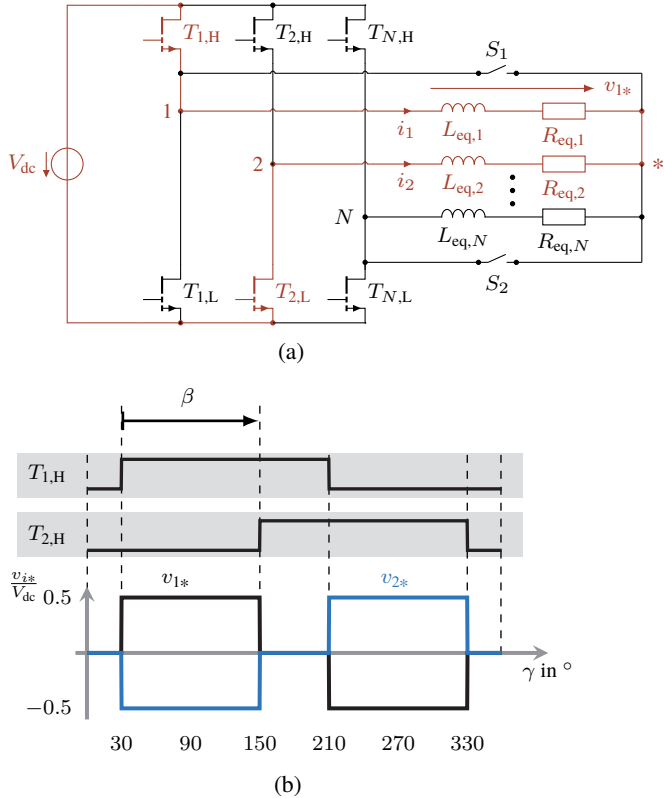 T1,H T2,H TN,H
S1
v1*
1 i1 Leq,1 Req,1
Vdc 2 i2 Leq,2 Req,2 *
N Leq,N Req,N
T1,L T2,L TN,L S2
(a)
β
T1,H
T2,H
vi*/Vdc 0.5 v1* v2*
0
γ in °
−0.5
30 90 150 210 270 330
(b)